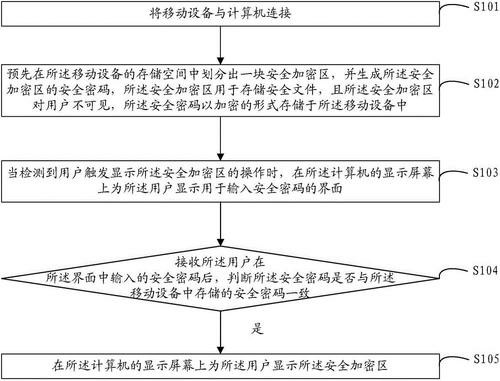 将移动设备与计算机连接
S101
预先在所述移动设备的存储空间中划分出一块安全加密区，并生成所述安全
加密区的安全密码，所述安全加密区用于存储安全文件，且所述安全加密区
对用户不可见，所述安全密码以加密的形式存储于所述移动设备中
S102
当检测到用户触发显示所述安全加密区的操作时，在所述计算机的显示屏幕
上为所述用户显示用于输入安全密码的界面
S103
接收所述用户在
所述界面中输入的安全密码后，判断所述安全密码是否与所述
移动设备中存储的安全密码一致
S104
是
在所述计算机的显示屏幕上为所述用户显示所述安全加密区
S105